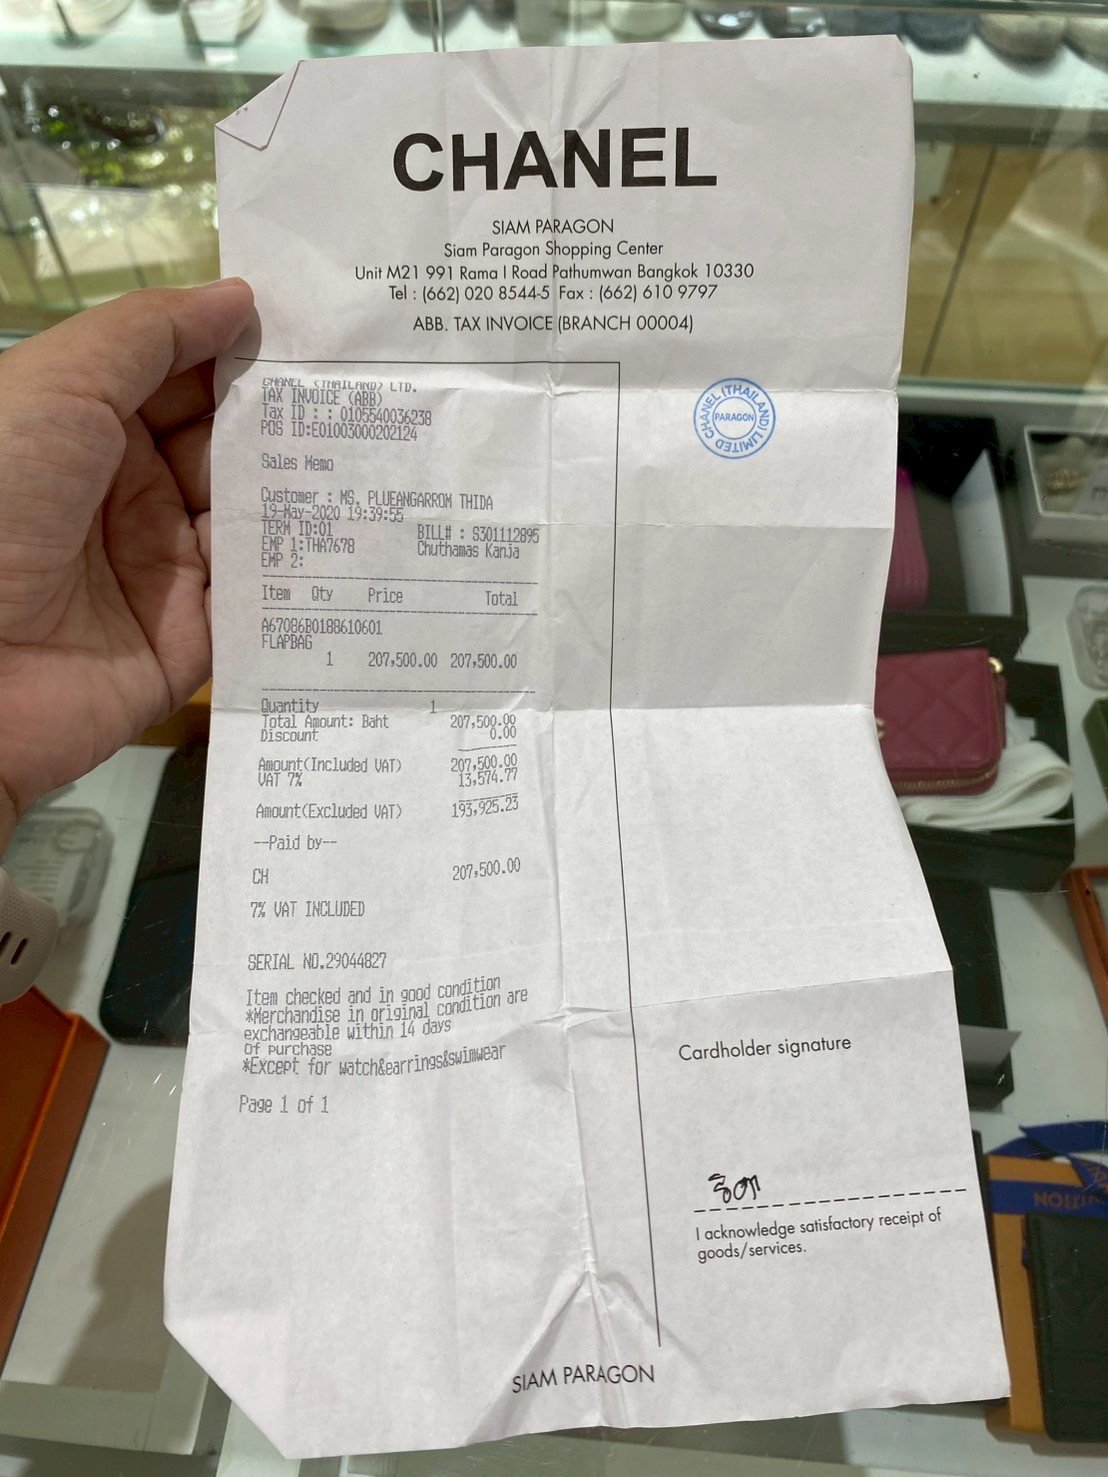 CHANEL
SIAM PARAGON
Siam Paragon Shopping Center
Unit M21 991 Rama I Road Pathumwan Bangkok 10330
Tel : (662) 020 8544-5 Fax : (662) 610 9797
ABB. TAX INVOICE (BRANCH 00004)
CHANEL (THAILAND) LTD.
TAX INVOICE (ABB)
Tax ID : : 0105540036238
POS ID:E01003000202124
CHANEL (THAILAND) LIMITED
PARAGON
Sales Memo
Customer : MS. PLUEANGARROM THIDA
19-May-2020 19:39:55
TERM ID:01 BILL# : S301112895
EMP 1:THA7678 Chuthamas Kanja
EMP 2:
Item Qty Price Total
A67086B0188610601
FLAPBAG
1 207,500.00 207,500.00
Quantity 1
Total Amount: Baht 207,500.00
Discount 0.00
Amount(Included VAT) 207,500.00
VAT 7% 13,574.77
Amount(Excluded VAT) 193,925.23
--Paid by--
CH 207,500.00
7% VAT INCLUDED
SERIAL NO.29044827
Item checked and in good condition
*Merchandise in original condition are
exchangeable within 14 days
Of Purchase
*Except for watch&earrings&swimwear
Page 1 of 1
Cardholder signature
I acknowledge satisfactory receipt of
goods/services.
SIAM PARAGON